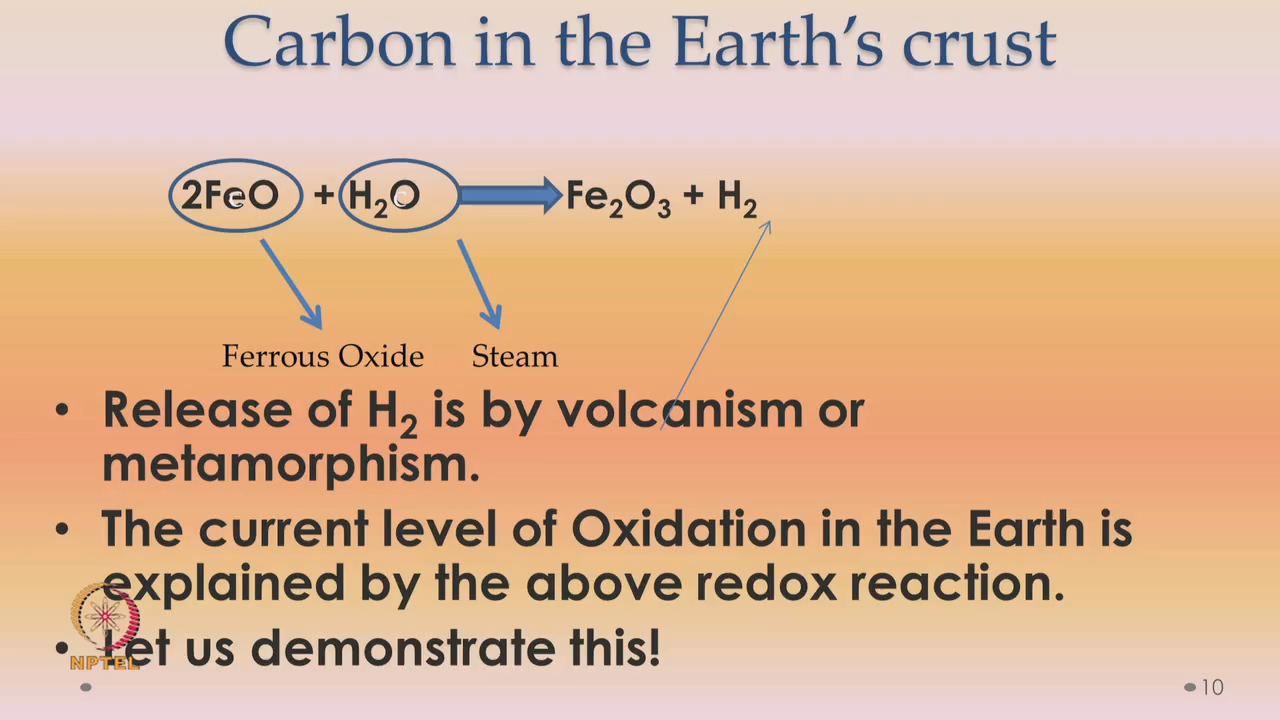 Carbon in the Earth's crust
2FeO + H₂O Fe₂O₃ + H₂
Ferrous Oxide Steam
• Release of H₂ is by volcanism or
metamorphism.
• The current level of Oxidation in the Earth is
explained by the above redox reaction.
• Let us demonstrate this!
NPTEL
10